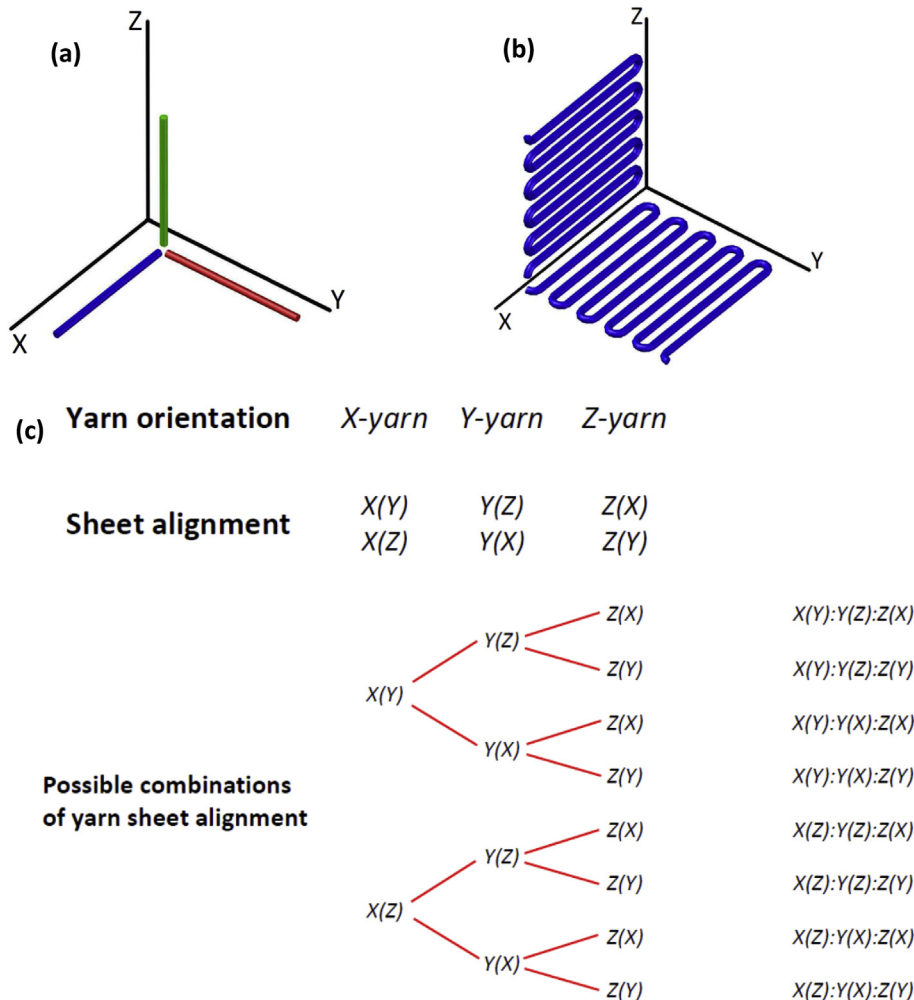 (a)
Z
X
Y
(b)
Z
X
Y
(c)
Yarn orientation X-yarn Y-yarn Z-yarn
Sheet alignment
X(Y) Y(Z) Z(X)
X(Z) Y(X) Z(Y)
Z(X) X(Y):Y(Z):Z(X)
Y(Z)
Z(Y) X(Y):Y(Z):Z(Y)
X(Y)
Z(X) X(Y):Y(X):Z(X)
Y(X)
Z(Y) X(Y):Y(X):Z(Y)
Possible combinations
of yarn sheet alignment
Z(X) X(Z):Y(Z):Z(X)
Y(Z)
Z(Y) X(Z):Y(Z):Z(Y)
X(Z)
Z(X) X(Z):Y(X):Z(X)
Y(X)
Z(Y) X(Z):Y(X):Z(Y)